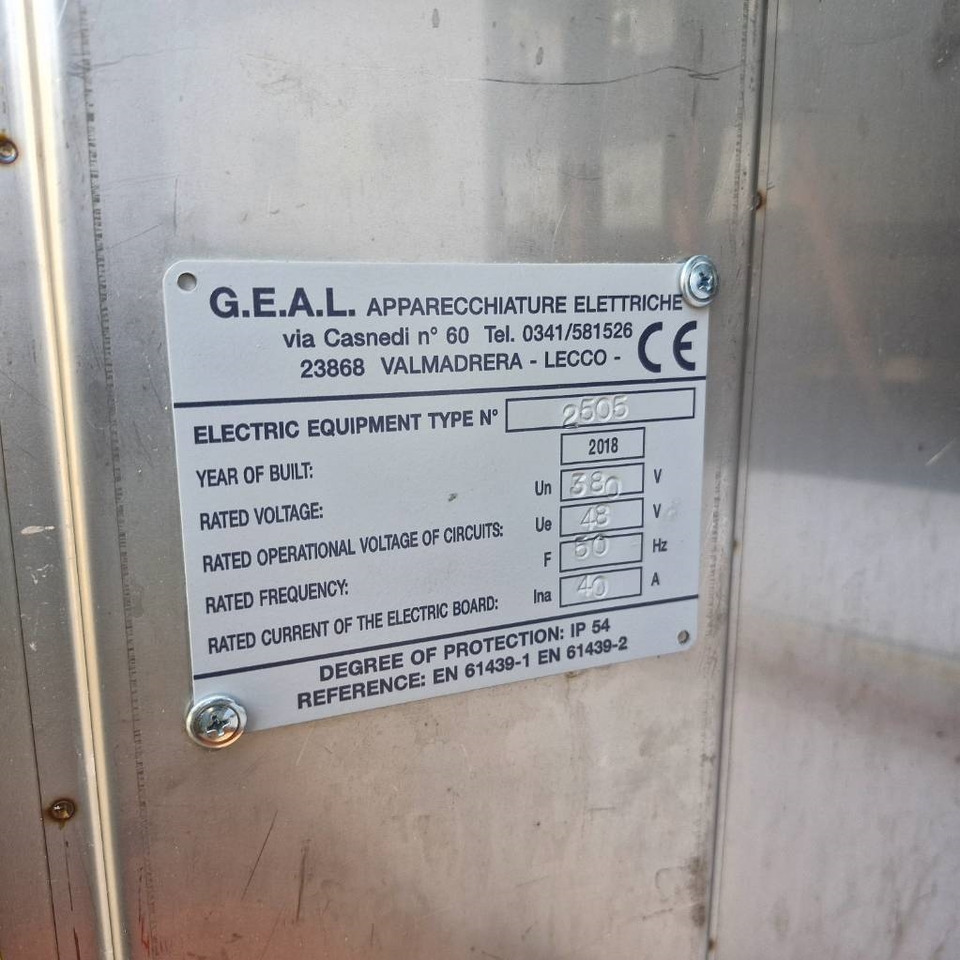 G.E.A.L. APPARECCHIATURE ELETTRICHE
via Casnedi n° 60 Tel. 0341/581526
23868 VALMADRERA - LECCO - CE
ELECTRIC EQUIPMENT TYPE N° 2505
YEAR OF BUILT: 2018
RATED VOLTAGE: Un 380 V
RATED OPERATIONAL VOLTAGE OF CIRCUITS: Ue 48 V
RATED FREQUENCY: F Hz
RATED CURRENT OF THE ELECTRIC BOARD: Ina 40 A
DEGREE OF PROTECTION: IP 54
REFERENCE: EN 61439-1 EN 61439-2